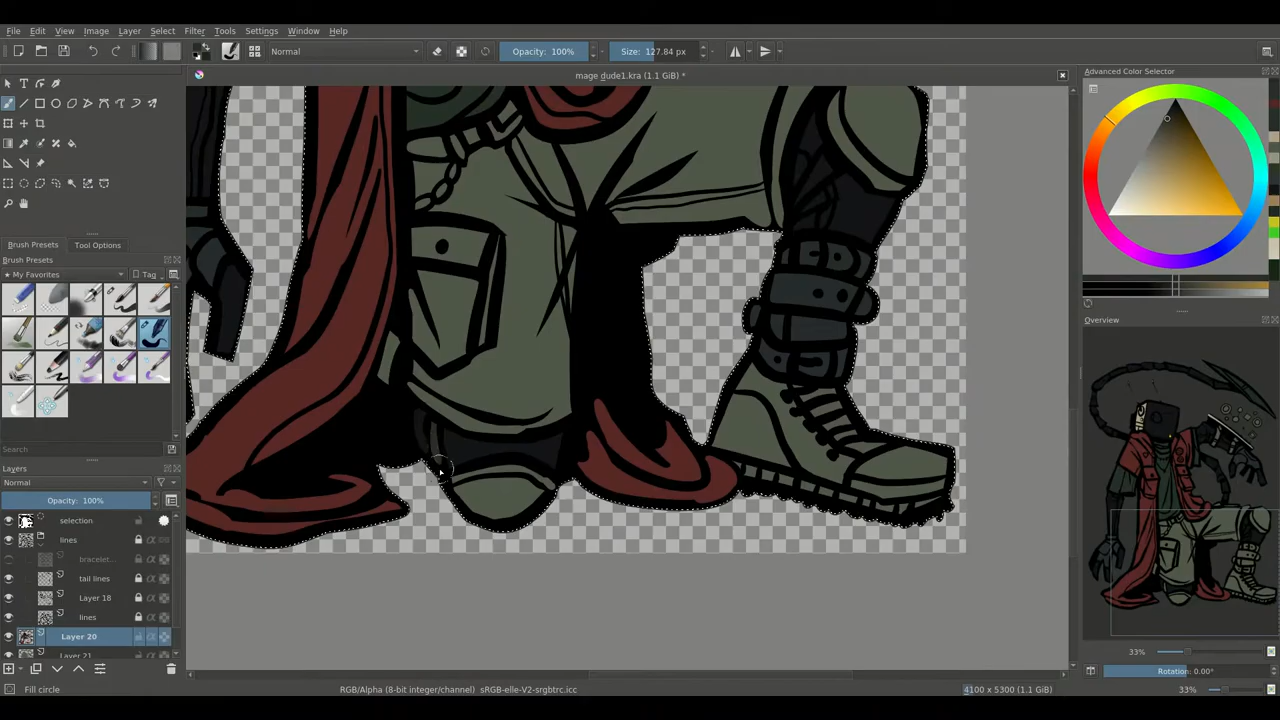 File Edit View Image Layer Select Filter Tools Settings Window Help
Normal Opacity: 100% Size: 127.84 px
mage dude1.kra (1.1 GiB) *
Advanced Color Selector
Brush Presets Tool Options
Brush Presets
My Favorites Tag
Search
Layers
Normal
Opacity: 100%
selection
lines
bracelet...
tail lines
Layer 18
lines
Layer 20
Layer 21
Overview
33%
Rotation: 0.00°
Fill circle RGB/Alpha (8-bit integer/channel) sRGB-elle-V2-srgbtrc.icc 4100 x 5300 (1.1 GiB) 33%